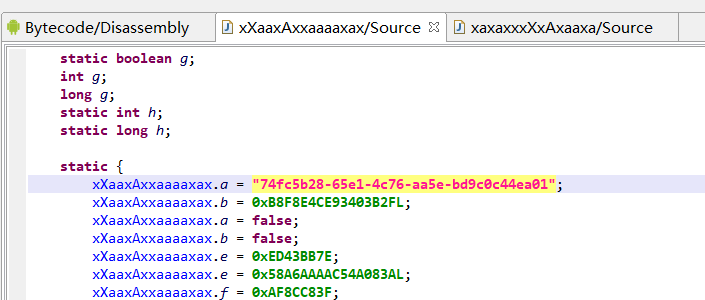 Bytecode/Disassembly xXaaxAxxaaaaxax/Source xaxaxxxXxAxaaxa/Source
static boolean g;
int g;
long g;
static int h;
static long h;
static {
xXaaxAxxaaaaxax.a = "74fc5b28-65e1-4c76-aa5e-bd9c0c44ea01";
xXaaxAxxaaaaxax.b = 0xB8F8E4CE93403B2FL;
xXaaxAxxaaaaxax.a = false;
xXaaxAxxaaaaxax.b = false;
xXaaxAxxaaaaxax.e = 0xED43BB7E;
xXaaxAxxaaaaxax.e = 0x58A6AAAAC54A083AL;
xXaaxAxxaaaaxax.f = 0xAF8CC83F;